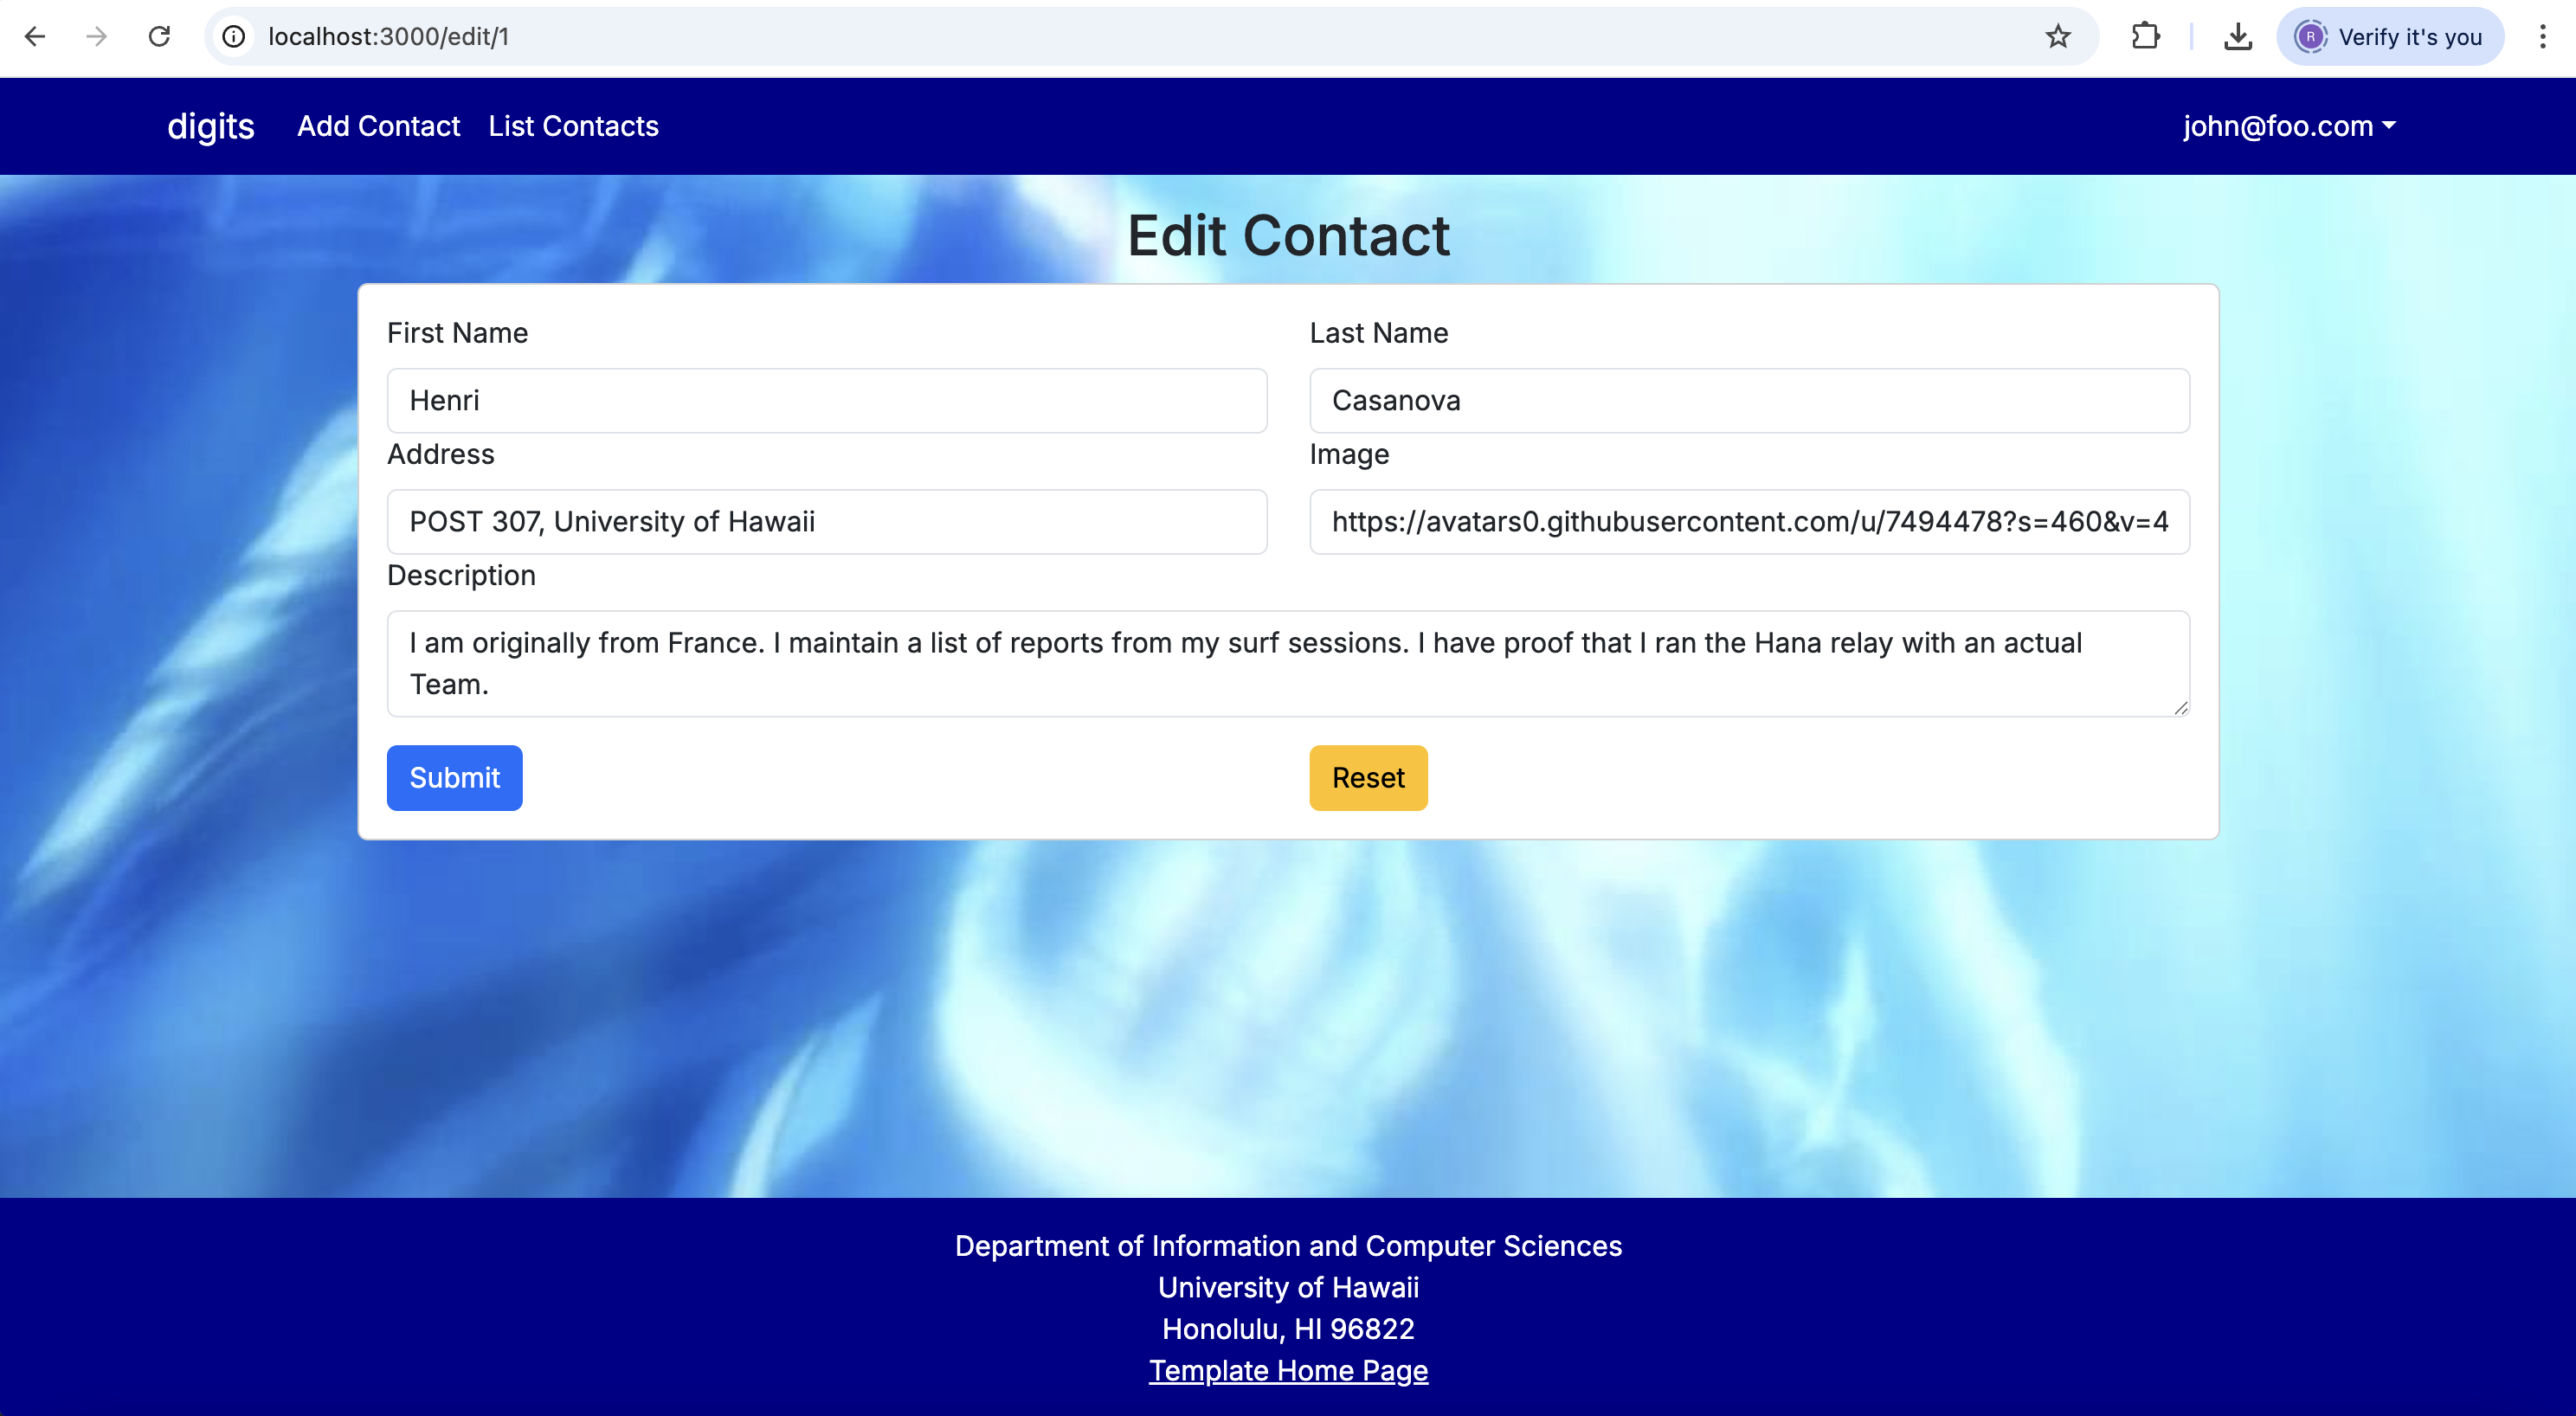 localhost:3000/edit/1
R
Verify it's you
digits
Add Contact
List Contacts
john@foo.com
Edit Contact
First Name
Last Name
Henri
Casanova
Address
Image
POST 307, University of Hawaii
https://avatars0.githubusercontent.com/u/7494478?s=460&v=4
Description
I am originally from France. I maintain a list of reports from my surf sessions. I have proof that I ran the Hana relay with an actual
Team.
Submit
Reset
Department of Information and Computer Sciences
University of Hawaii
Honolulu, HI 96822
Template Home Page